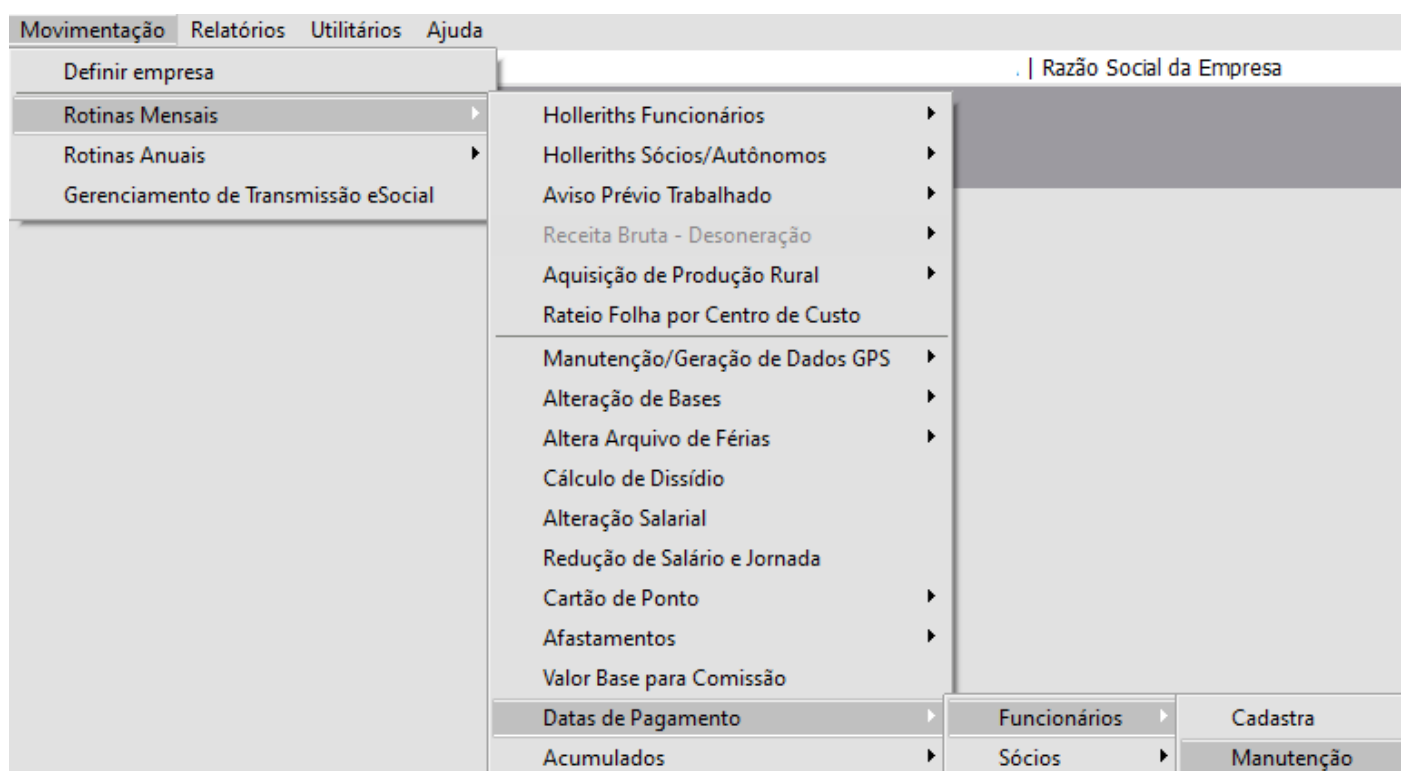 Movimentação Relatórios Utilitários Ajuda
Definir empresa
. | Razão Social da Empresa
Rotinas Mensais
Rotinas Anuais
Gerenciamento de Transmissão eSocial
Holleriths Funcionários
Holleriths Sócios/Autônomos
Aviso Prévio Trabalhado
Receita Bruta - Desoneração
Aquisição de Produção Rural
Rateio Folha por Centro de Custo
Manutenção/Geração de Dados GPS
Alteração de Bases
Altera Arquivo de Férias
Cálculo de Dissídio
Alteração Salarial
Redução de Salário e Jornada
Cartão de Ponto
Afastamentos
Valor Base para Comissão
Datas de Pagamento
Acumulados
Funcionários
Sócios
Cadastra
Manutenção